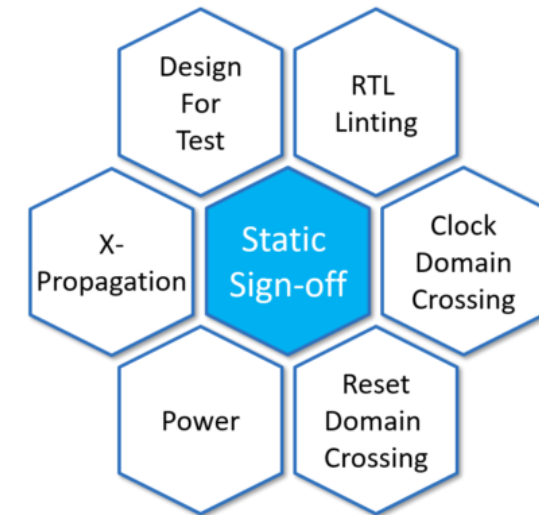 Design
For
Test
RTL
Linting
X-
Propagation
Static
Sign-off
Clock
Domain
Crossing
Power
Reset
Domain
Crossing